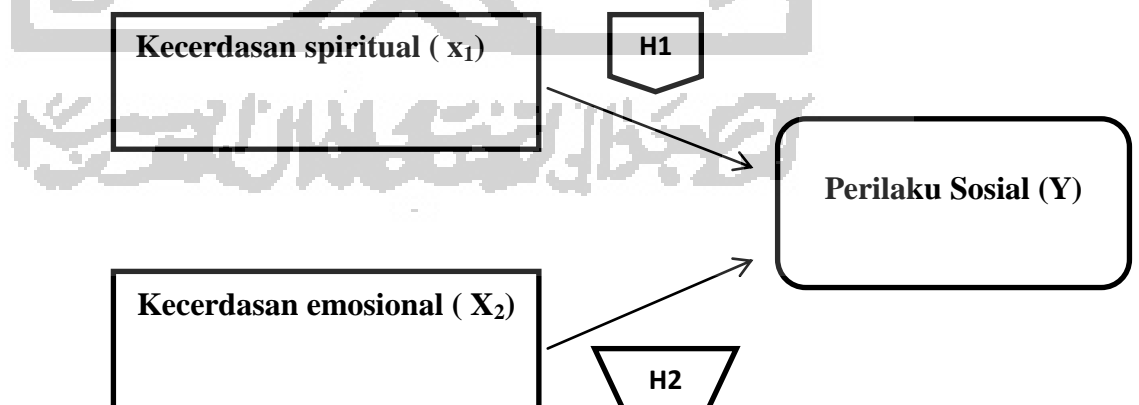 Kecerdasan spiritual ( x₁)
H1
Perilaku Sosial (Y)
Kecerdasan emosional ( X₂)
H2